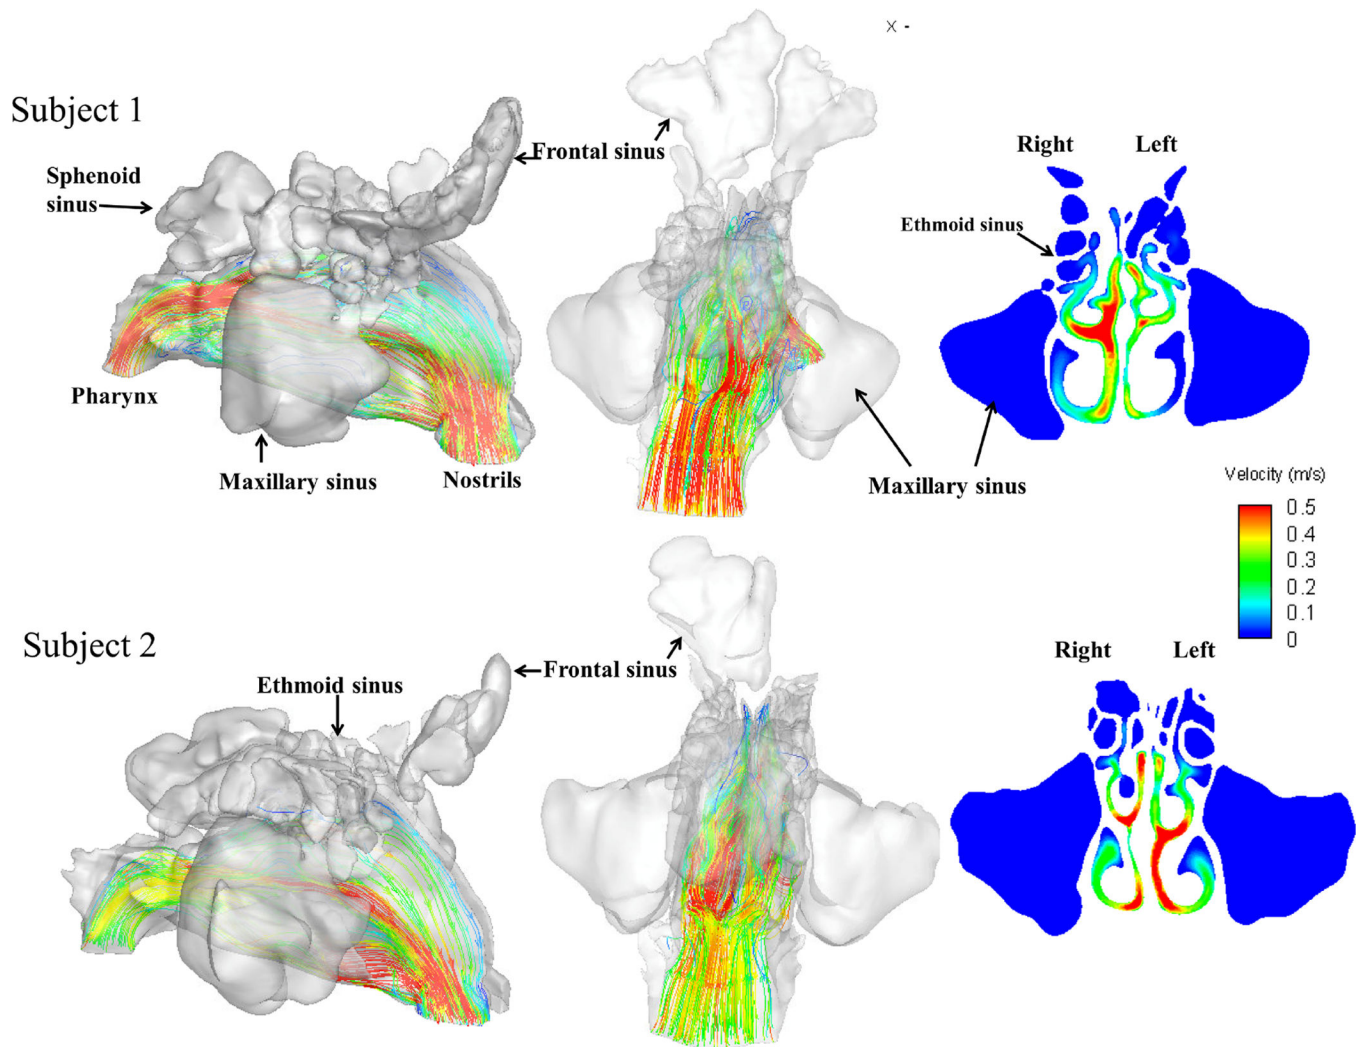 X -
Subject 1
Frontal sinus
Right
Left
Sphenoid
sinus
Ethmoid sinus
Pharynx
Maxillary sinus
Nostrils
Maxillary sinus
Velocity (m/s)
0.5
0.4
0.3
0.2
0.1
0
Subject 2
Ethmoid sinus
Frontal sinus
Right
Left